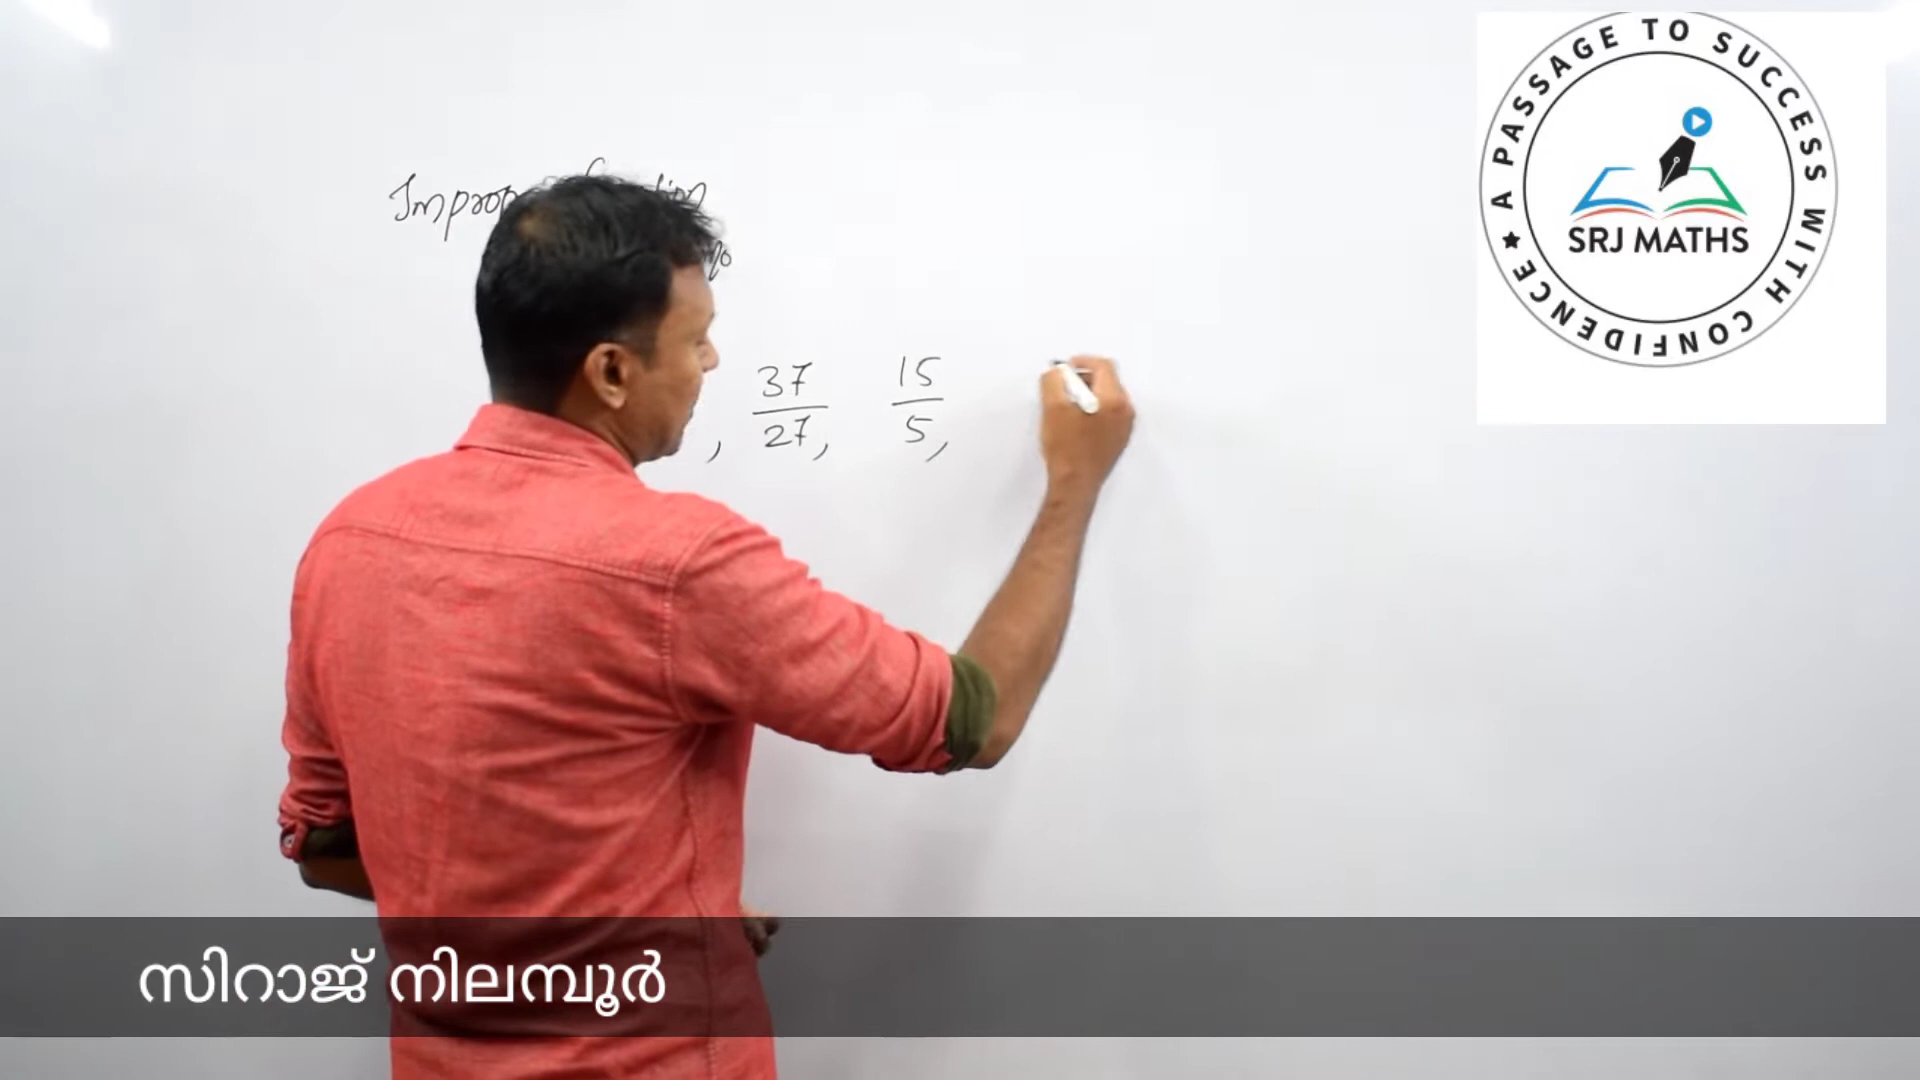 A PASSAGE TO SUCCESS WITH CONFIDENCE
SRJ MATHS
, 37/27, 15/5,
സിറാജ് നിലമ്പൂർ